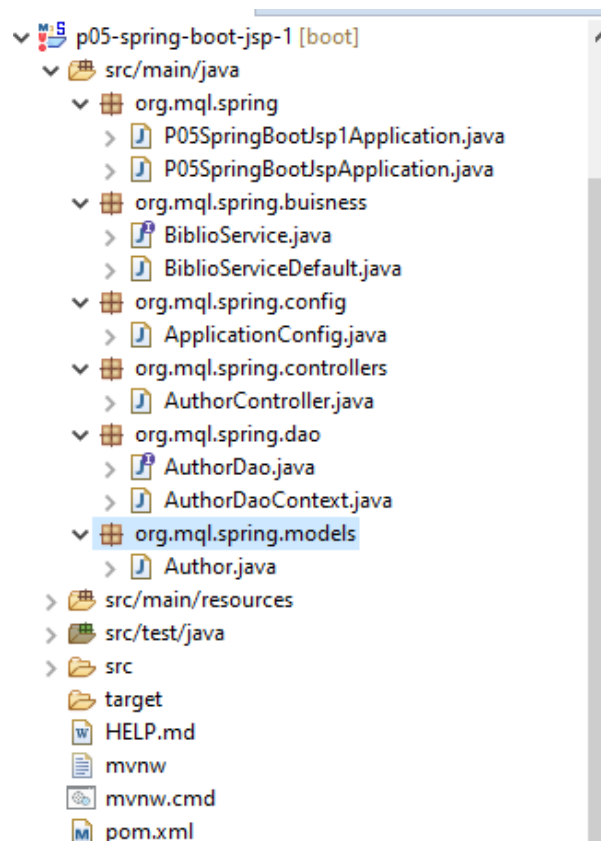 p05-spring-boot-jsp-1 [boot]
src/main/java
org.mql.spring
P05SpringBootJsp1Application.java
P05SpringBootJspApplication.java
org.mql.spring.buisness
BiblioService.java
BiblioServiceDefault.java
org.mql.spring.config
ApplicationConfig.java
org.mql.spring.controllers
AuthorController.java
org.mql.spring.dao
AuthorDao.java
AuthorDaoContext.java
org.mql.spring.models
Author.java
src/main/resources
src/test/java
src
target
HELP.md
mvnw
mvnw.cmd
pom.xml